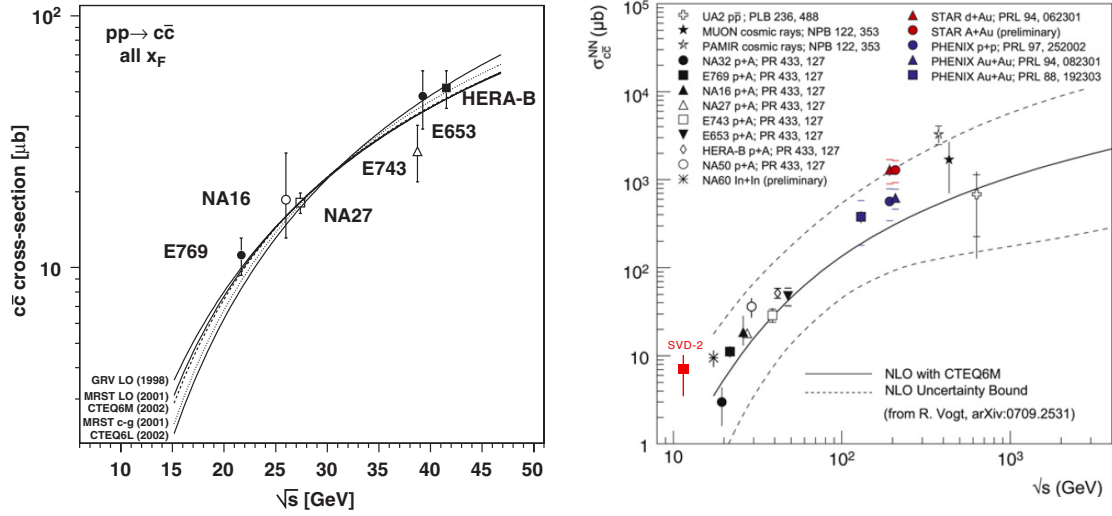 10²
pp→ cc̄
all x_F
HERA-B
E653
E743
NA16
NA27
E769
10
GRV LO (1998)
MRST LO (2001)
CTEQ6M (2002)
MRST c-g (2001)
CTEQ6L (2002)
10 15 20 25 30 35 40 45 50
√s [GeV]
cc̄ cross-section [μb]
σ_cc̄^NN (μb)
UA2 pp̄; PLB 236, 488
MUON cosmic rays; NPB 122, 353
PAMIR cosmic rays; NPB 122, 353
NA32 p+A; PR 433, 127
E769 p+A; PR 433, 127
NA16 p+A; PR 433, 127
NA27 p+A; PR 433, 127
E743 p+A; PR 433, 127
E653 p+A; PR 433, 127
HERA-B p+A; PR 433, 127
NA50 p+A; PR 433, 127
NA60 In+In (preliminary)
STAR d+Au; PRL 94, 062301
STAR A+Au (preliminary)
PHENIX p+p; PRL 97, 252002
PHENIX Au+Au; PRL 94, 082301
PHENIX Au+Au; PRL 88, 192303
10⁵
10⁴
10³
10²
10
1
SVD-2
NLO with CTEQ6M
NLO Uncertainty Bound
(from R. Vogt, arXiv:0709.2531)
10 10² 10³
√s (GeV)